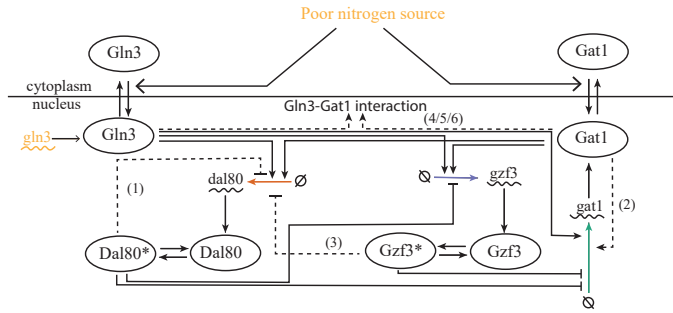 Poor nitrogen source
Gln3
Gat1
cytoplasm
nucleus
Gln3-Gat1 interaction
(4/5/6)
gln3
Gln3
Gat1
(1)
dal80
Ø
Ø
gzf3
gat1
(2)
Dal80*
Dal80
(3)
Gzf3*
Gzf3
Ø